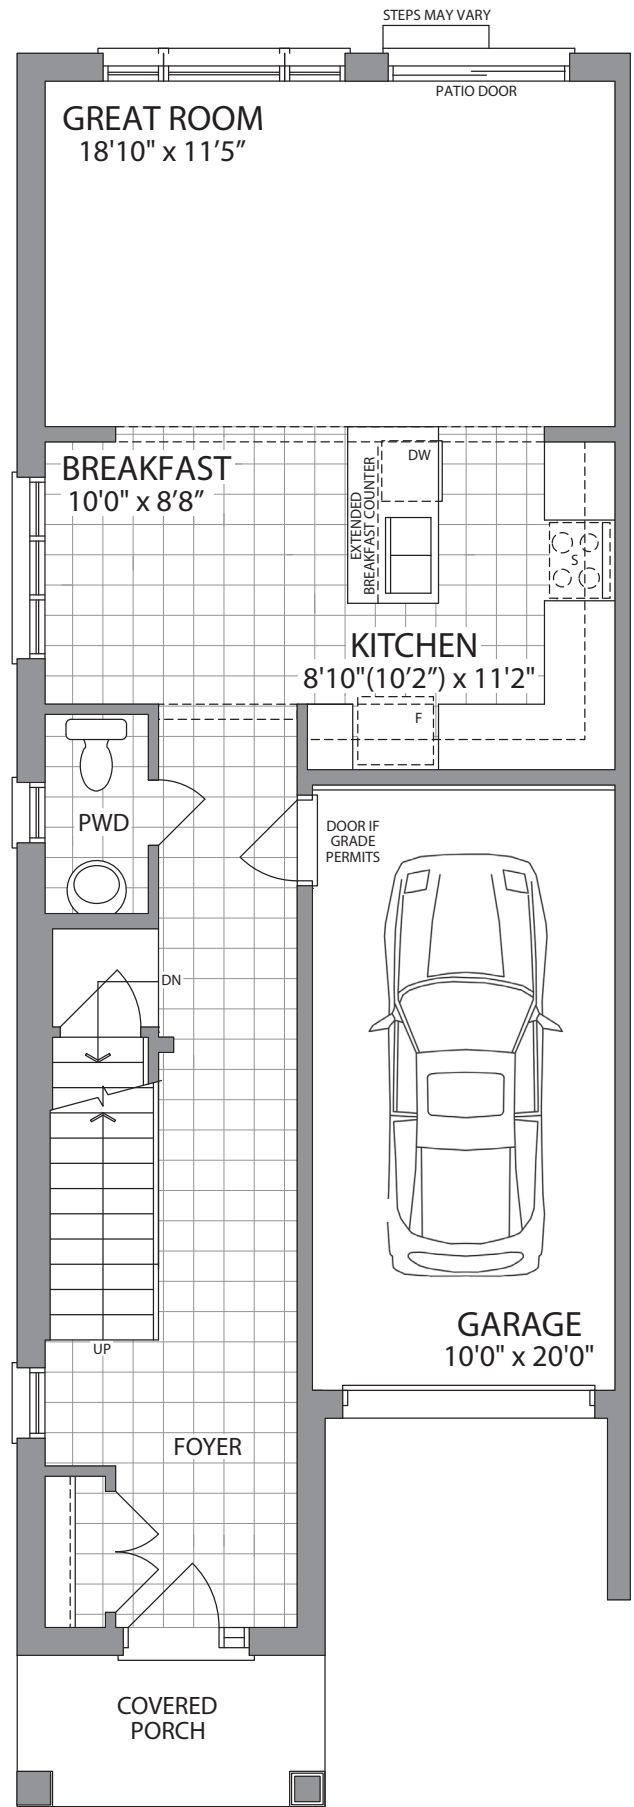 STEPS MAY VARY
PATIO DOOR
GREAT ROOM
18'10" x 11’5”
BREAKFAST
10'0" x 8’8”
DW
EXTENDED
BREAKFAST COUNTER
S
KITCHEN
8'10"(10’2”) x 11'2"
F
PWD
DOOR IF
GRADE
PERMITS
DN
GARAGE
10'0" x 20'0"
UP
FOYER
COVERED
PORCH